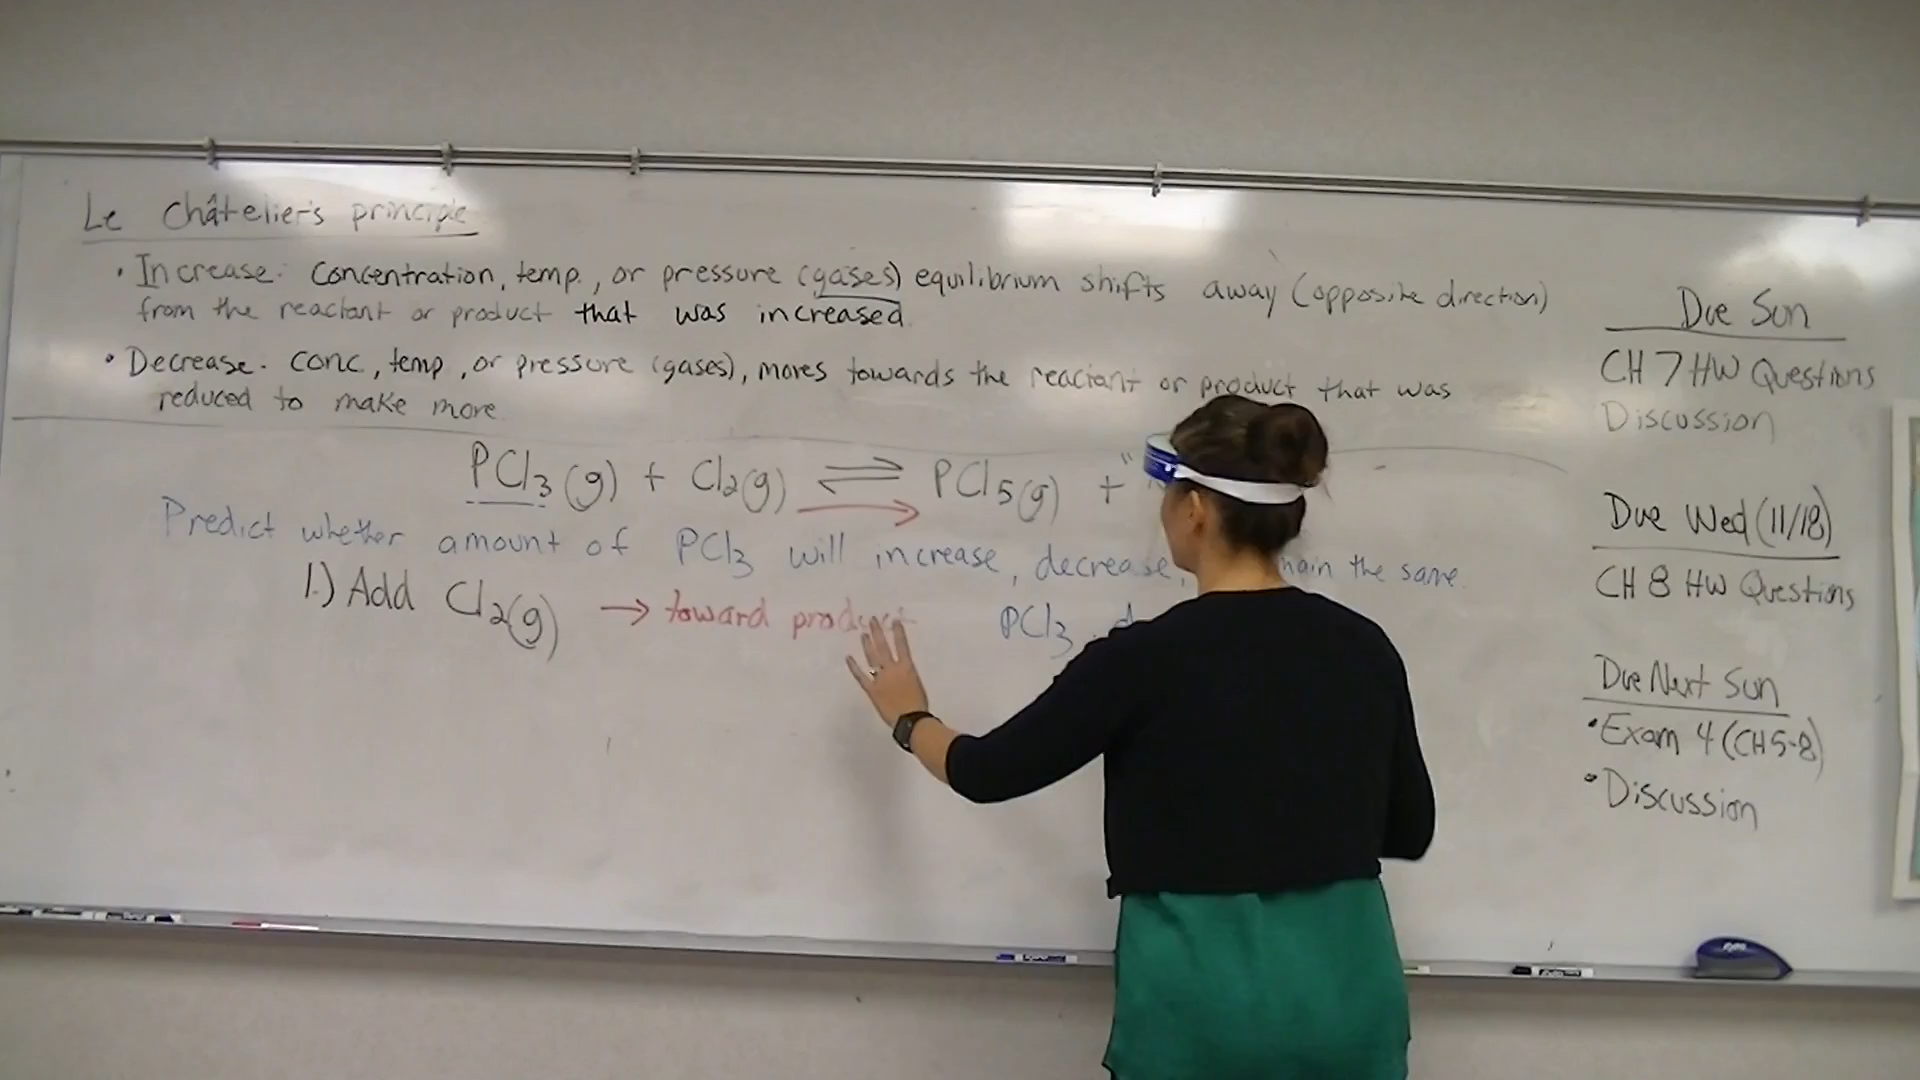 Le Châtelier's principle
• Increase: Concentration, temp., or pressure (gases) equilibrium shifts away (opposite direction)
from the reactant or product that was increased.
• Decrease. conc, temp, or pressure (gases), moves towards the reactant or product that was
reduced to make more.
PCl3 (g) + Cl2(g) ⇌ PCl5(g) + "
Predict whether amount of PCl3 will increase, decrease, the same.
1.) Add Cl2(g) → toward product PCl3
Due Sun
CH 7 HW Questions
Discussion
Due Wed (11/18)
CH 8 HW Questions
Due Next Sun
• Exam 4 (CH 5-8)
• Discussion